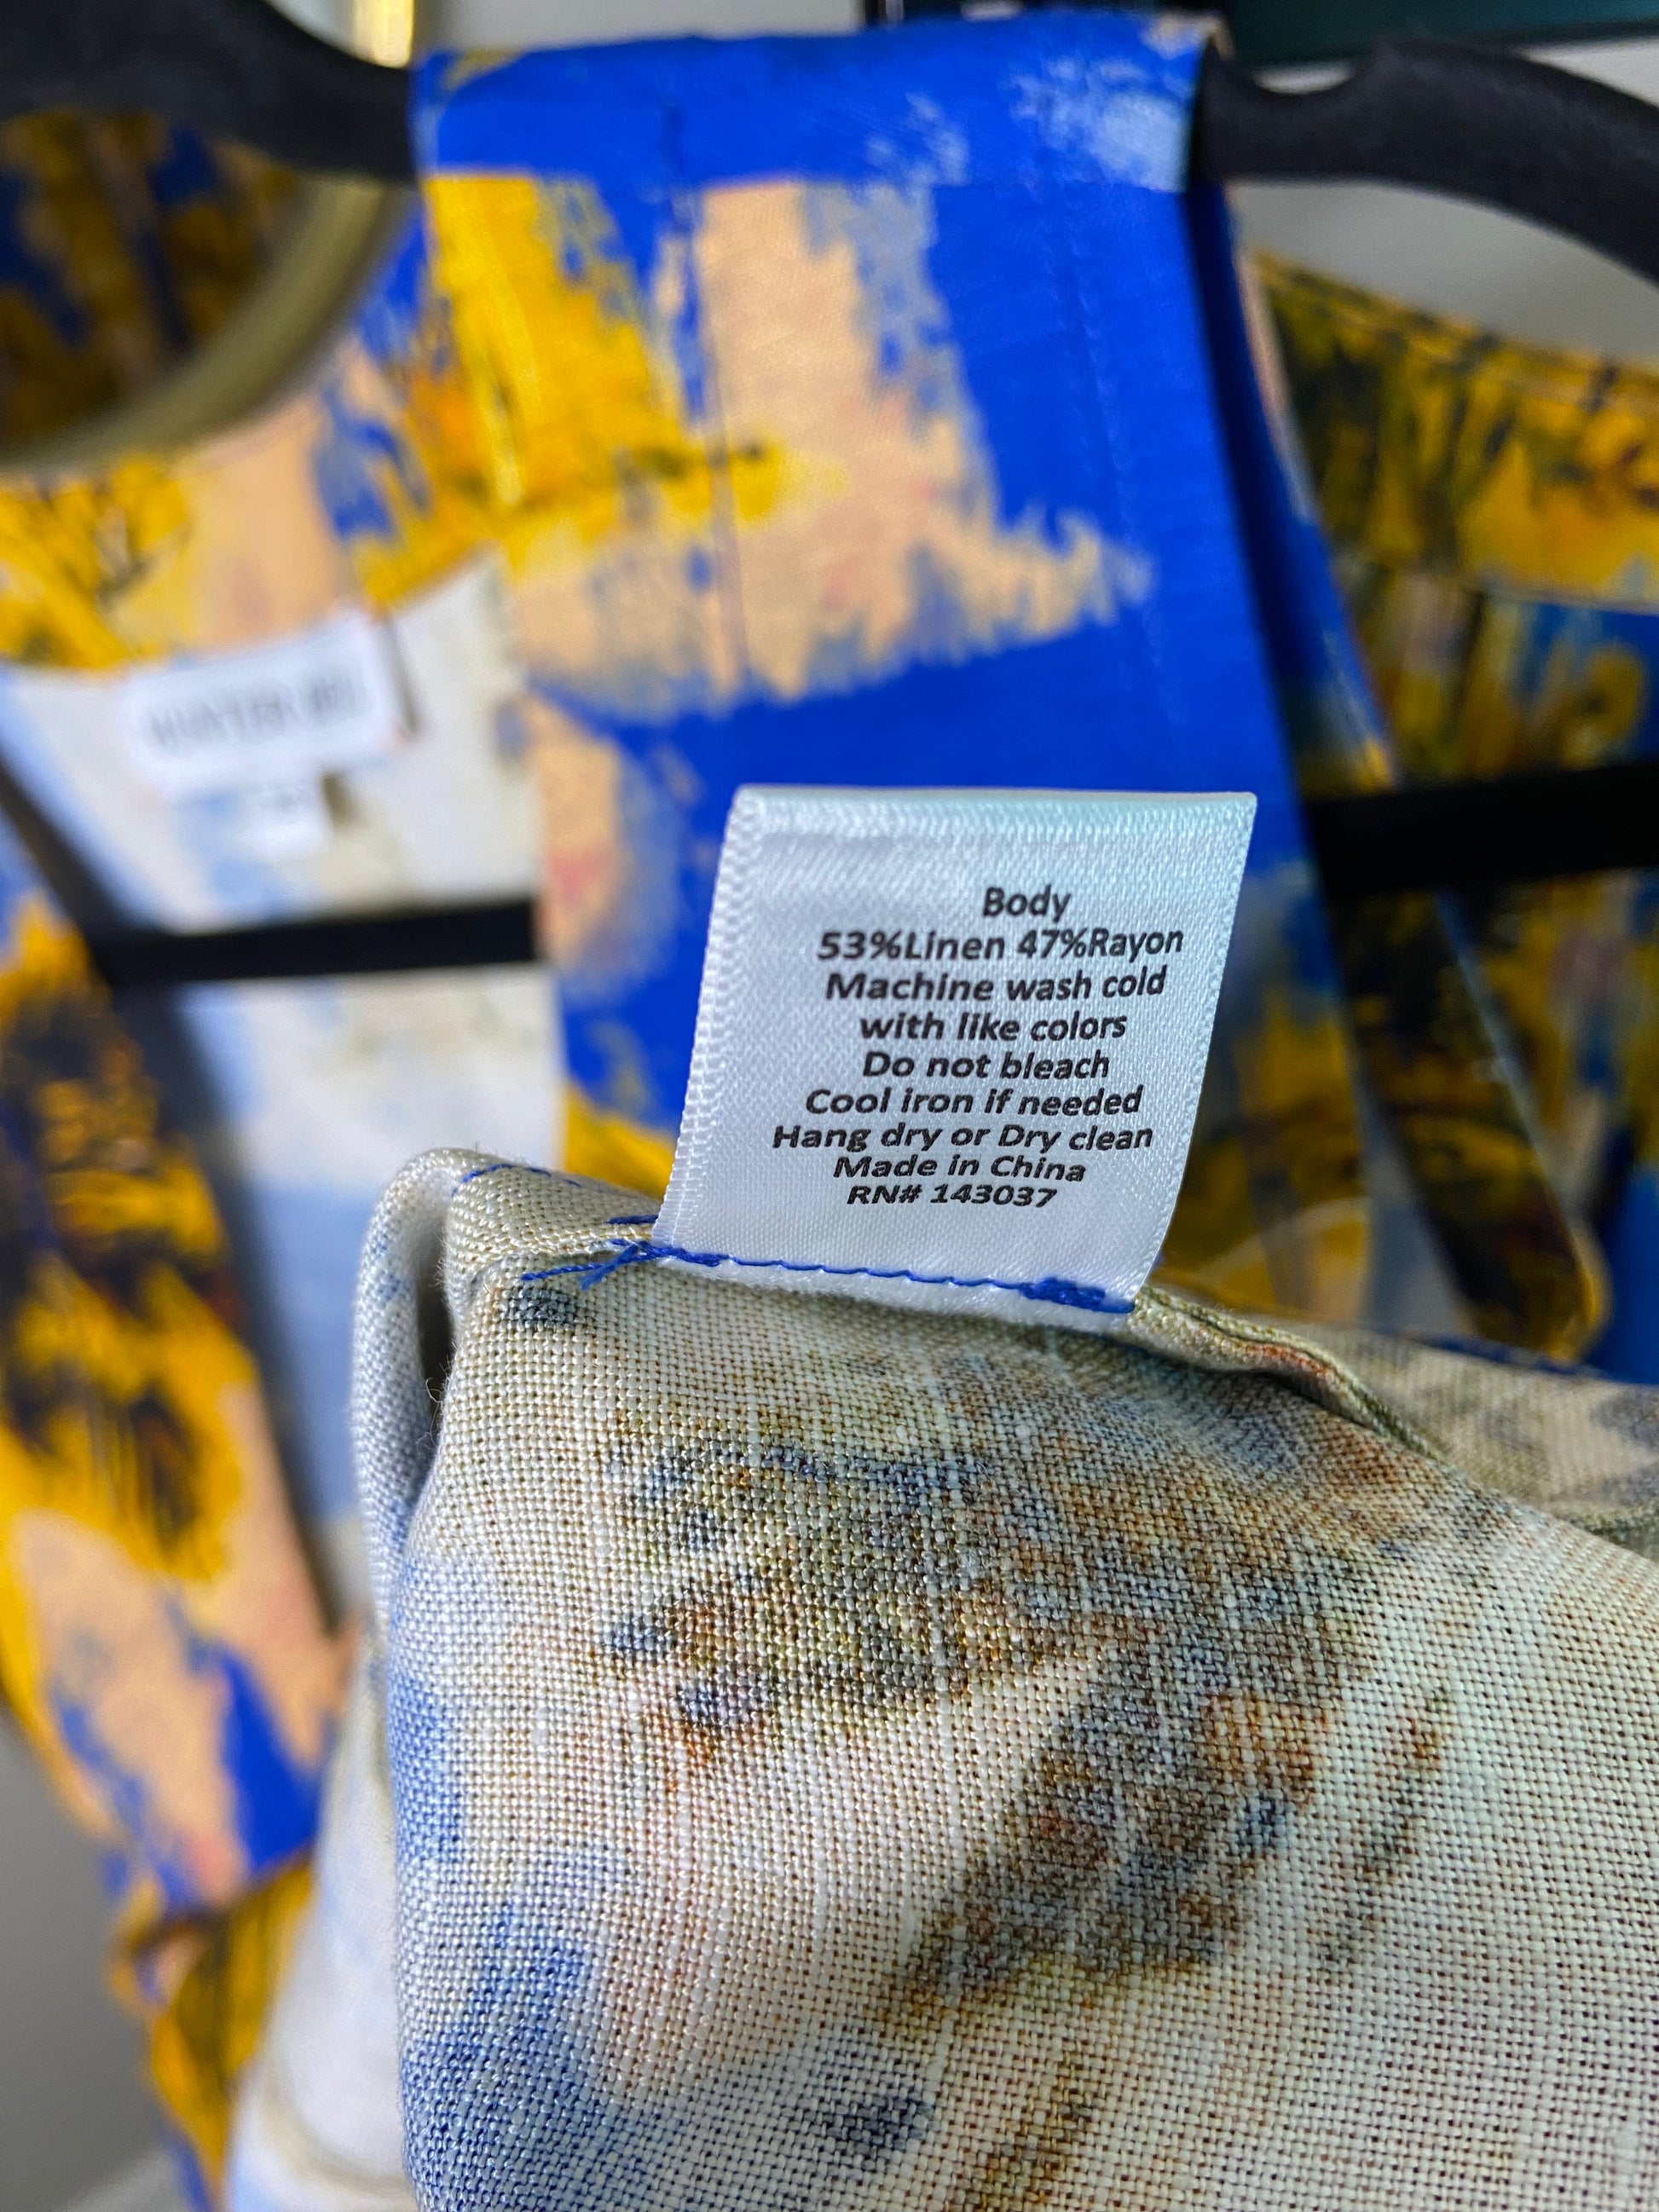 Body
53%Linen 47%Rayon
Machine wash cold
with like colors
Do not bleach
Cool iron if needed
Hang dry or Dry clean
Made in China
RN# 143037